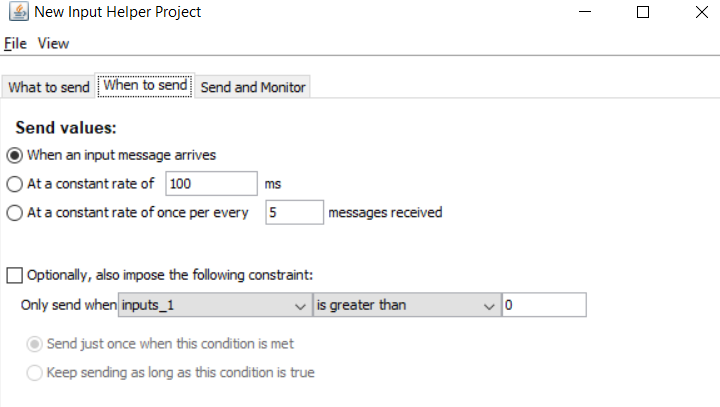 New Input Helper Project
File View
What to send When to send Send and Monitor
Send values:
When an input message arrives
At a constant rate of 100 ms
At a constant rate of once per every 5 messages received
Optionally, also impose the following constraint:
Only send when inputs_1 is greater than 0
Send just once when this condition is met
Keep sending as long as this condition is true